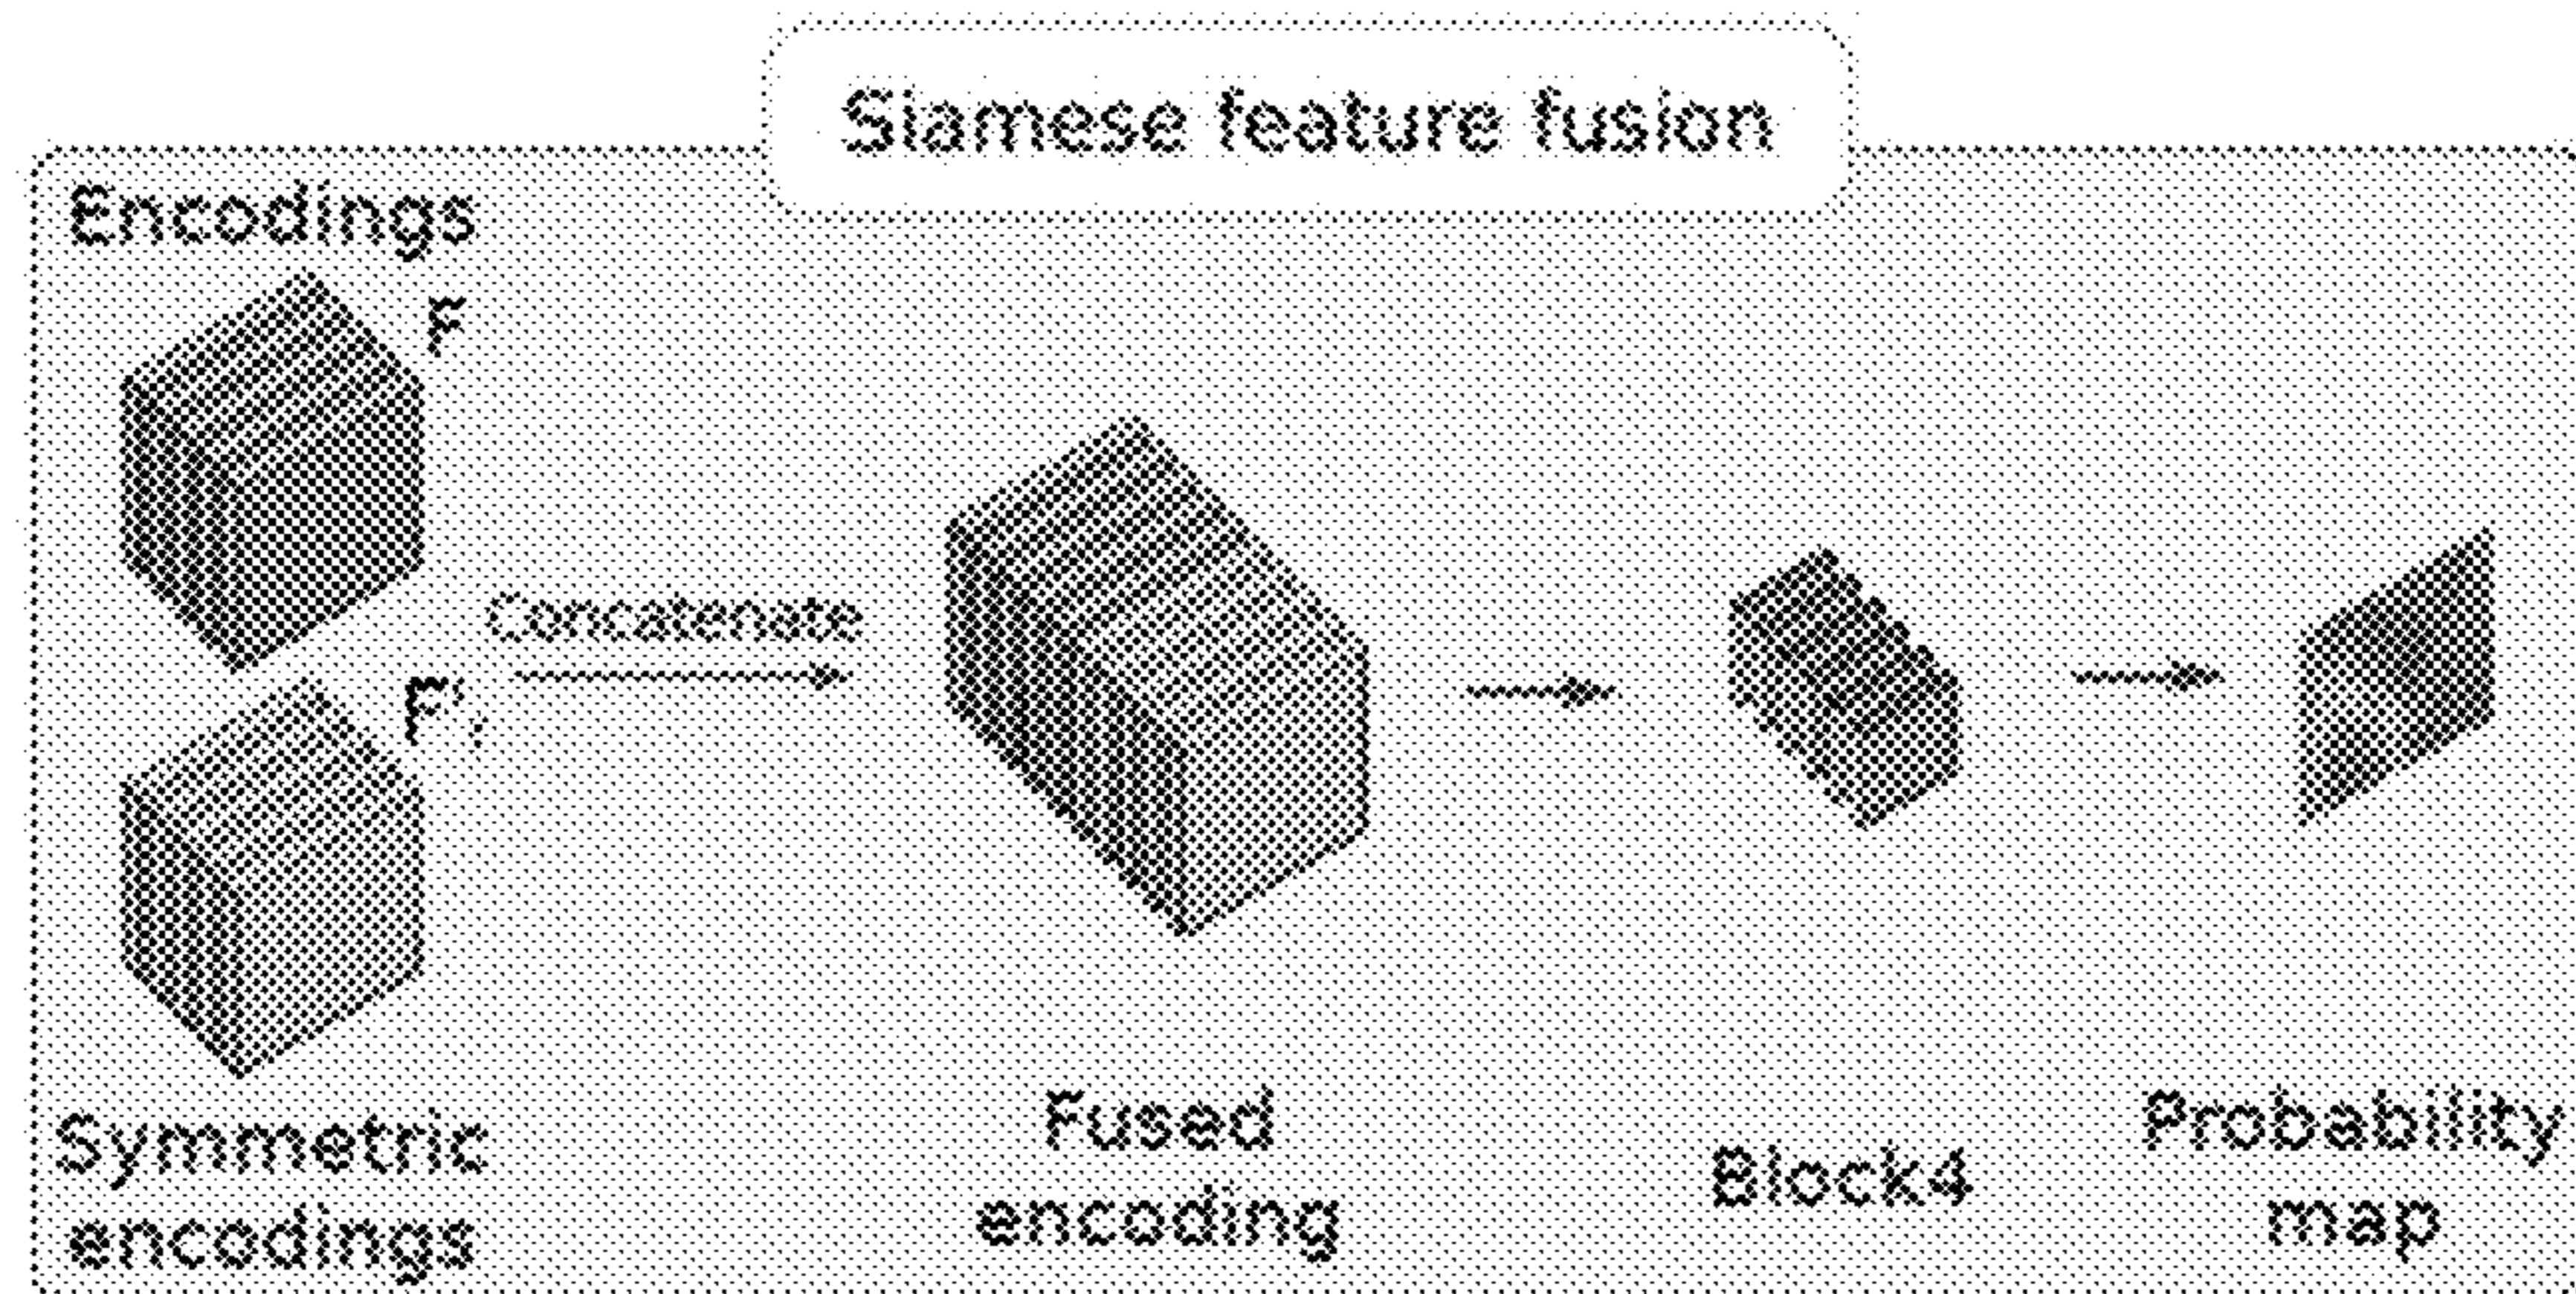 Siamese feature fusion
Encodings
F
Concatenate
F'
Symmetric
encodings
Fused
encoding
Block4
Probability
map